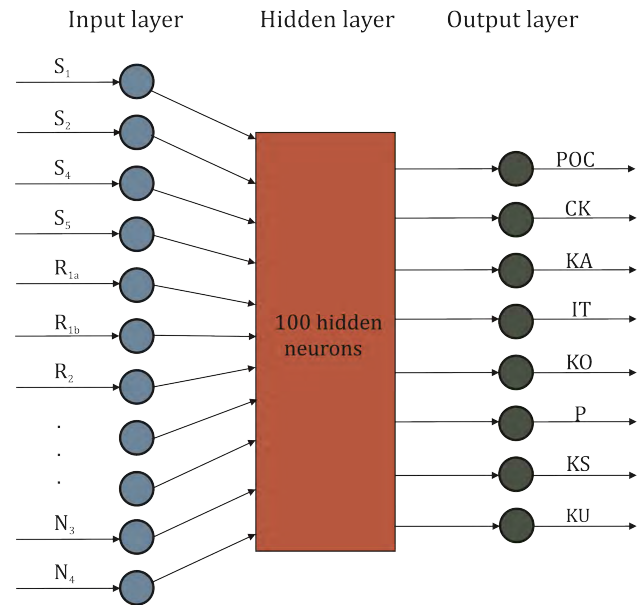 Input layer
Hidden layer
Output layer
S₁
S₂
S₄
S₅
R₁ₐ
R₁b
R₂
.
.
.
N₃
N₄
100 hidden
neurons
POC
CK
KA
IT
KO
P
KS
KU